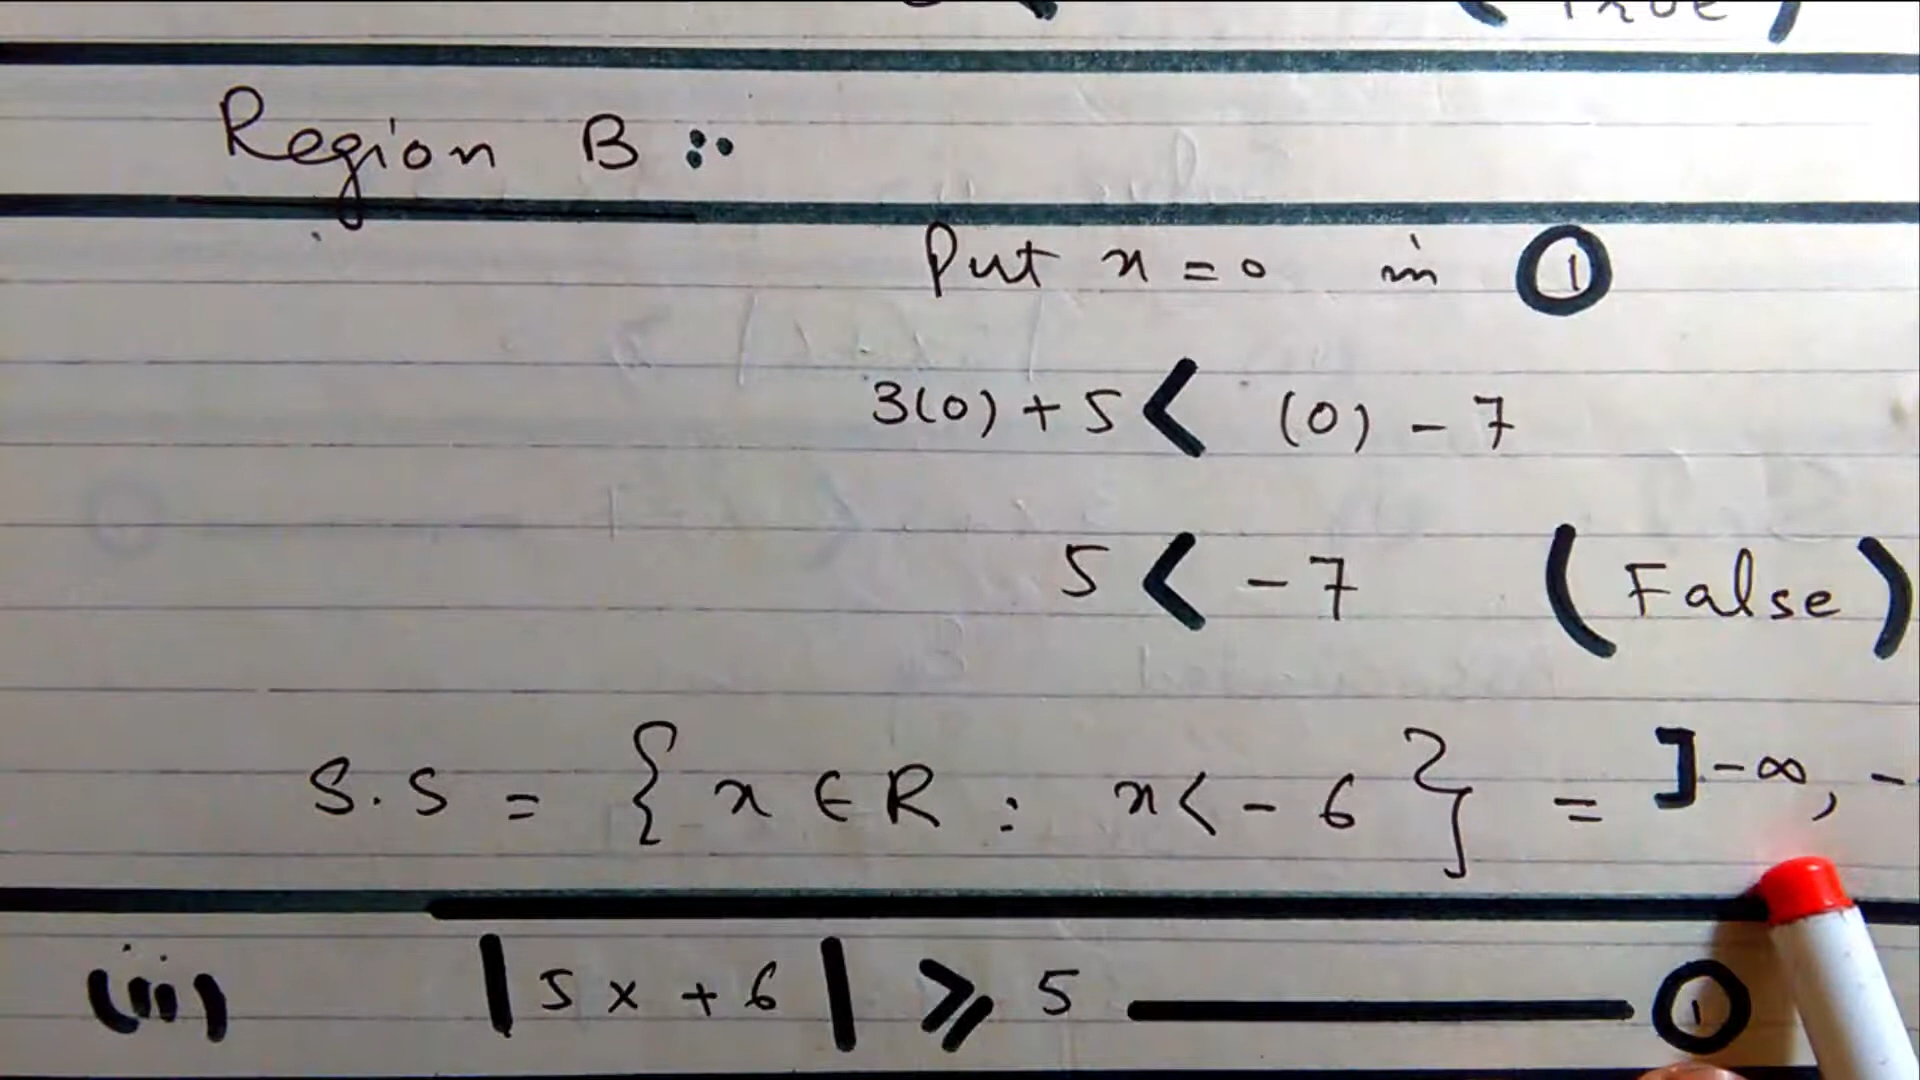 (True)
Region B :
Put x = 0 in ①
3(0) + 5 < (0) - 7
5 < - 7 (False)
S.S = { x ∈ R : x < - 6 } = ]-∞, -
(ii) |5x + 6| ⩾ 5 ——— ①